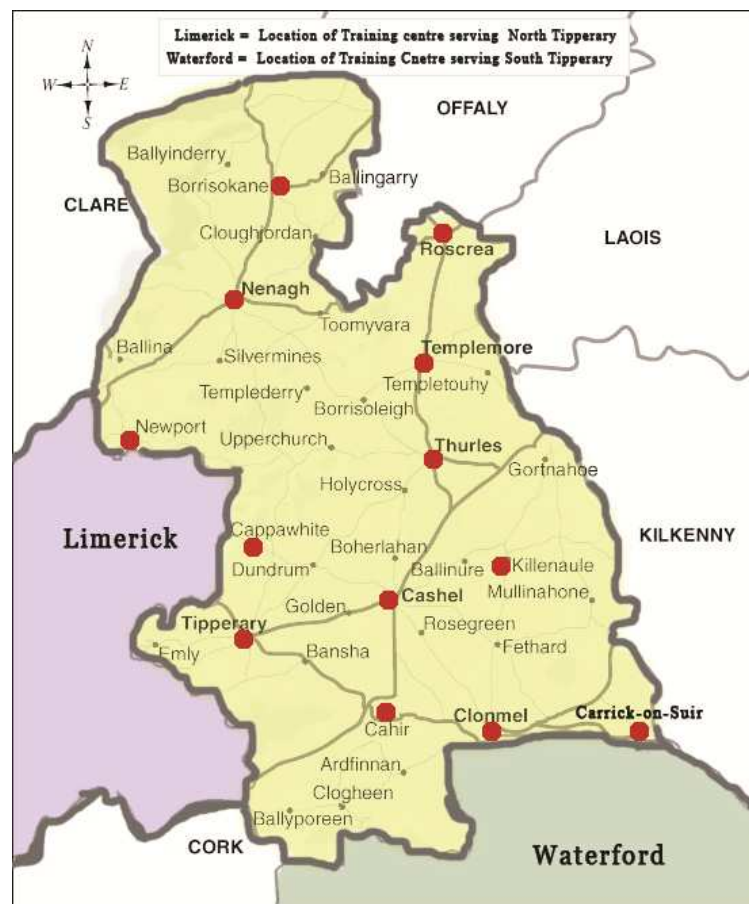 Limerick = Location of Training centre serving North Tipperary
Waterford = Location of Training Cnetre serving South Tipperary
N
W E
S
OFFALY
Ballyinderry
Borrisokane
Ballingarry
CLARE
Cloughjordan
Roscrea
LAOIS
Nenagh
Toomyvara
Ballina
Silvermines
Templemore
Templetouhy
Templederry
Borrisoleigh
Newport
Upperchurch
Thurles
Gortnahoe
Holycross
Limerick
Cappawhite
Boherlahan
KILKENNY
Dundrum
Ballinure
Killenaule
Mullinahone
Cashel
Golden
Tipperary
Rosegreen
Emly
Bansha
Fethard
Cahir
Clonmel
Carrick-on-Suir
Ardfinnan
Clogheen
Ballyporeen
CORK
Waterford